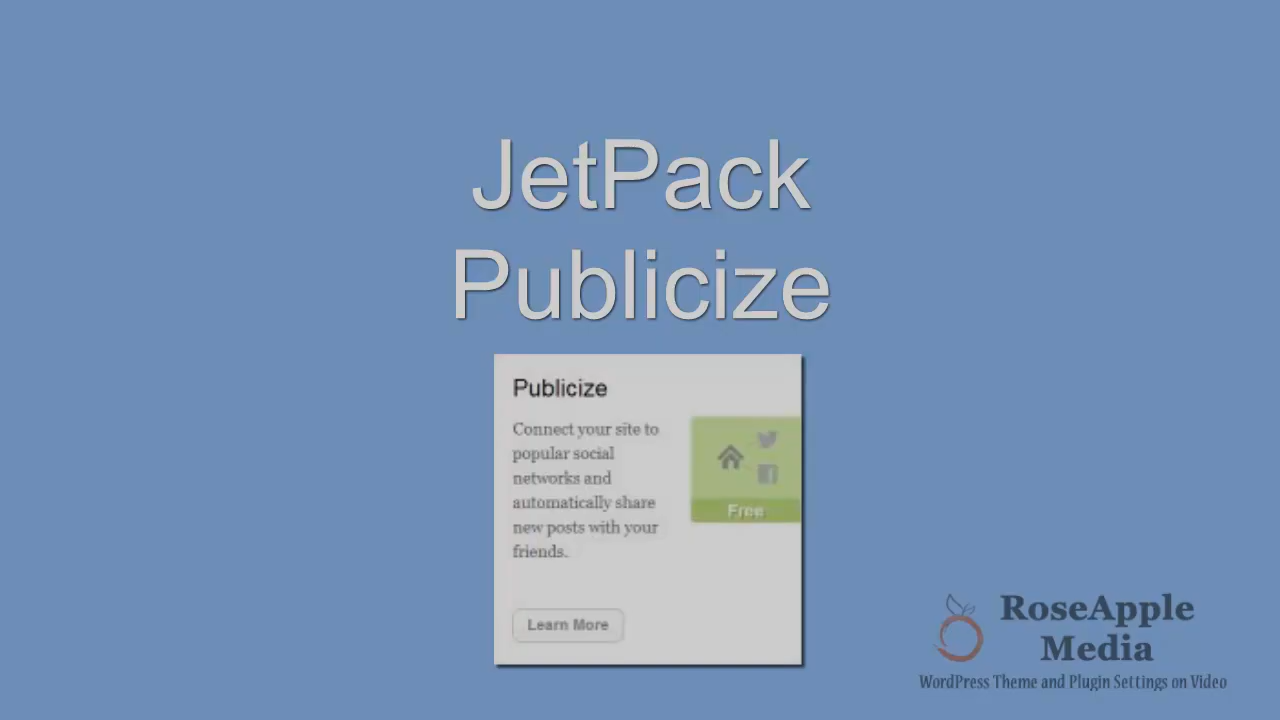 JetPack
Publicize
Publicize
Connect your site to
popular social
networks and
automatically share
new posts with your
friends.
Free
Learn More
RoseApple
Media
WordPress Theme and Plugin Settings on Video